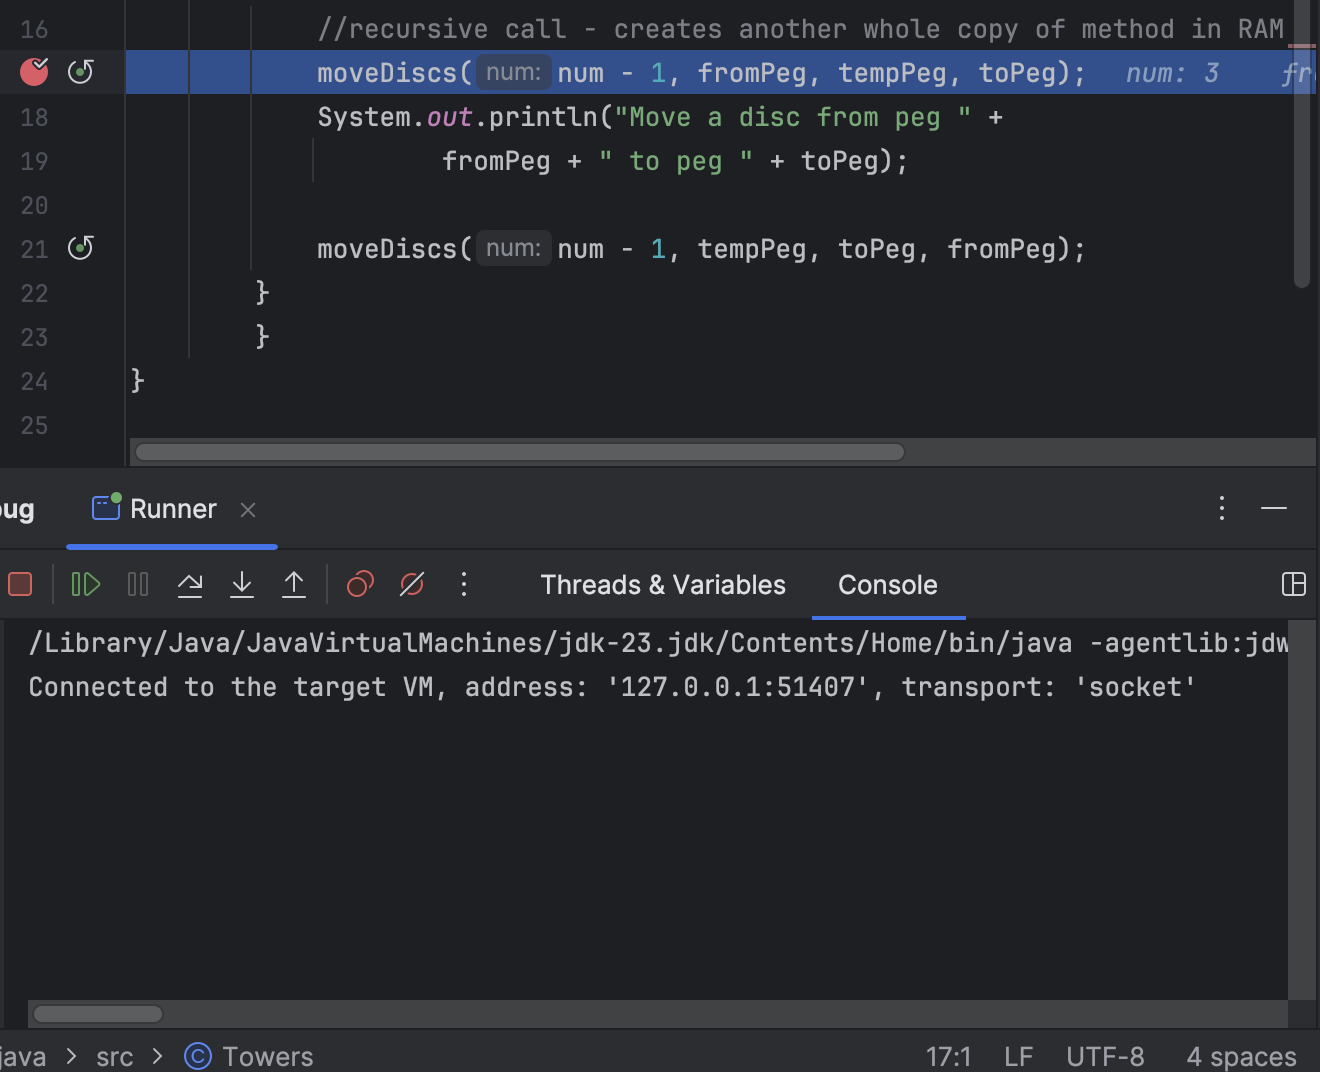 16 //recursive call - creates another whole copy of method in RAM
moveDiscs( num: num - 1, fromPeg, tempPeg, toPeg); num: 3 fr
18 System.out.println("Move a disc from peg " +
19 fromPeg + " to peg " + toPeg);
20
21 moveDiscs( num: num - 1, tempPeg, toPeg, fromPeg);
22 }
23 }
24 }
25
ug Runner
Threads & Variables Console
/Library/Java/JavaVirtualMachines/jdk-23.jdk/Contents/Home/bin/java -agentlib:jdw
Connected to the target VM, address: '127.0.0.1:51407', transport: 'socket'
java > src > © Towers 17:1 LF UTF-8 4 spaces